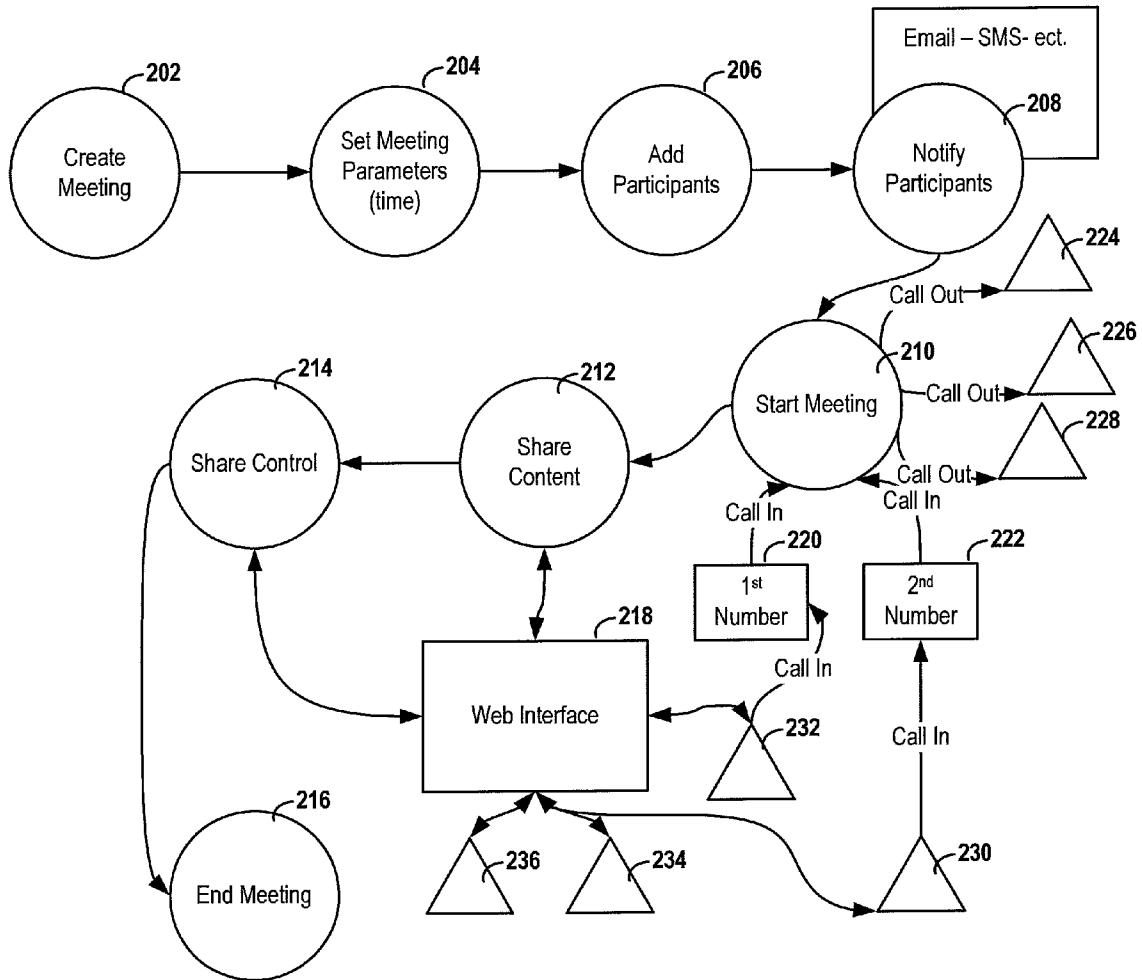 202
Create
Meeting
204
Set Meeting
Parameters
(time)
206
Add
Participants
Email – SMS- ect.
208
Notify
Participants
224
Call Out
226
Call Out
228
Call Out
210
Start Meeting
212
Share
Content
214
Share Control
Call In
Call In
220
1st
Number
222
2nd
Number
218
Web Interface
Call In
232
Call In
216
End Meeting
236
234
230